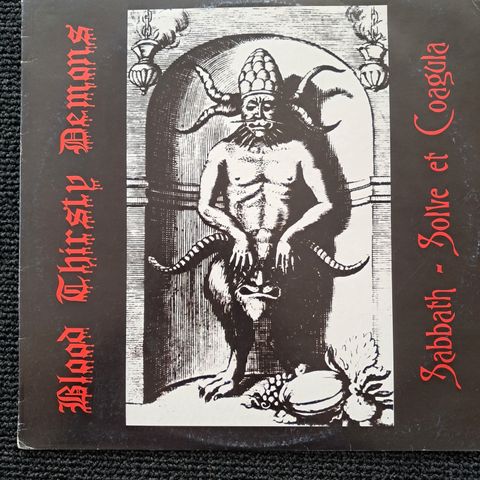 Blood Thirsty Demons
Sabbath - Solve et Coagula